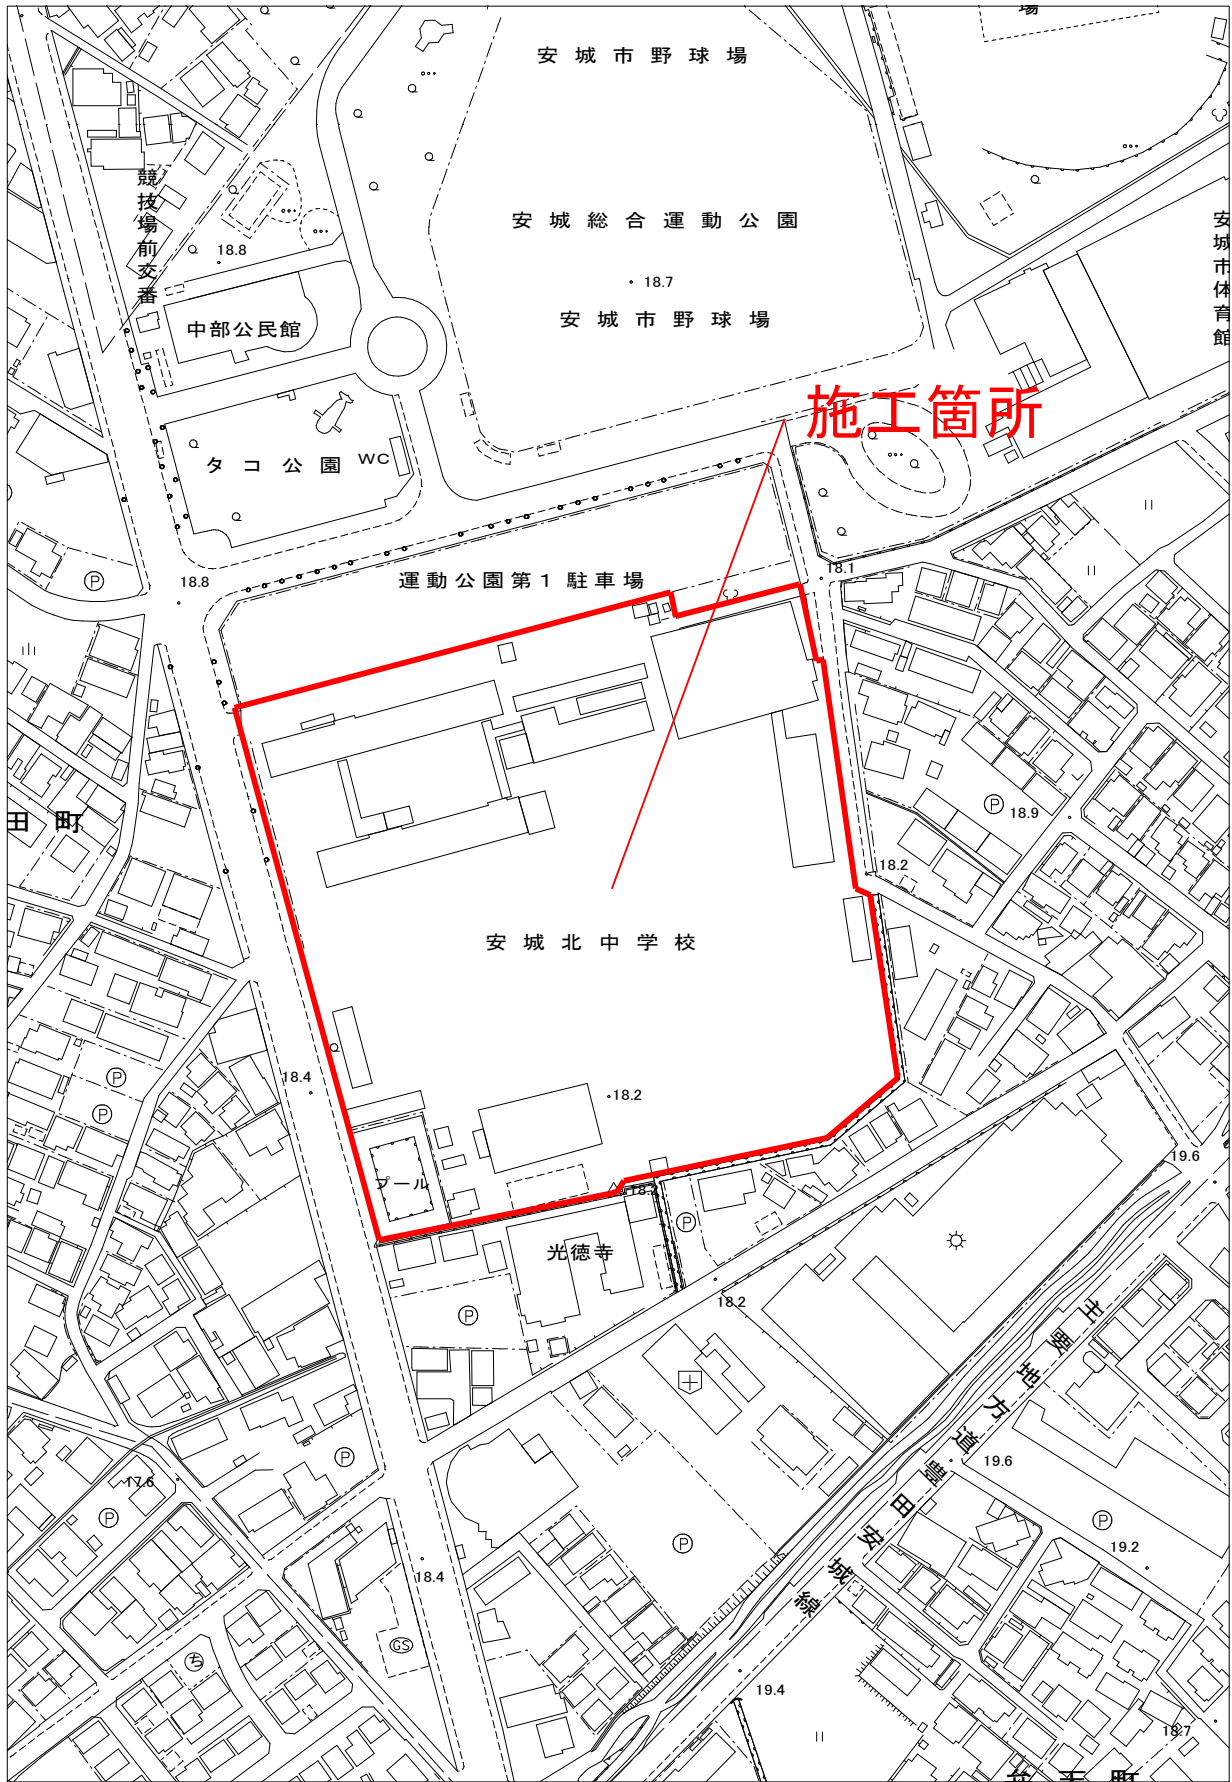 場
安城市野球場
競技場前交番
安城総合運動公園
安城市体育館
18.8
18.7
中部公民館
安城市野球場
施工箇所
タコ公園
WC
P
18.8
運動公園第1駐車場
18.1
田町
P
18.9
18.2
安城北中学校
P
18.4
18.2
P
プール
18.2
19.6
P
光徳寺
18.2
P
主要地方道豊田安城線
P
17.6
19.6
P
P
P
19.2
18.4
GS
ち
19.4
18.7